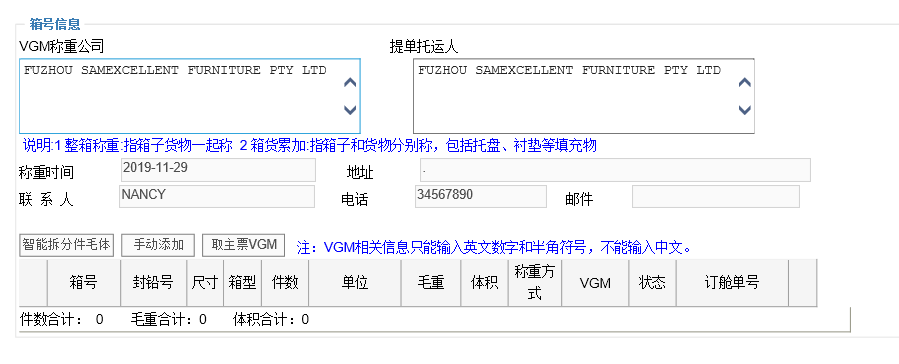 箱号信息
VGM称重公司 提单托运人
FUZHOU SAMEXCELLENT FURNITURE PTY LTD FUZHOU SAMEXCELLENT FURNITURE PTY LTD
说明:1 整箱称重:指箱子货物一起称 2 箱货累加:指箱子和货物分别称，包括托盘、衬垫等填充物
称重时间 2019-11-29 地址 .
联 系 人 NANCY 电话 34567890 邮件
智能拆分件毛体 手动添加 取主票VGM 注：VGM相关信息只能输入英文数字和半角符号，不能输入中文。
箱号 封铅号 尺寸 箱型 件数 单位 毛重 体积 称重方式 VGM 状态 订舱单号
件数合计： 0 毛重合计：0 体积合计：0